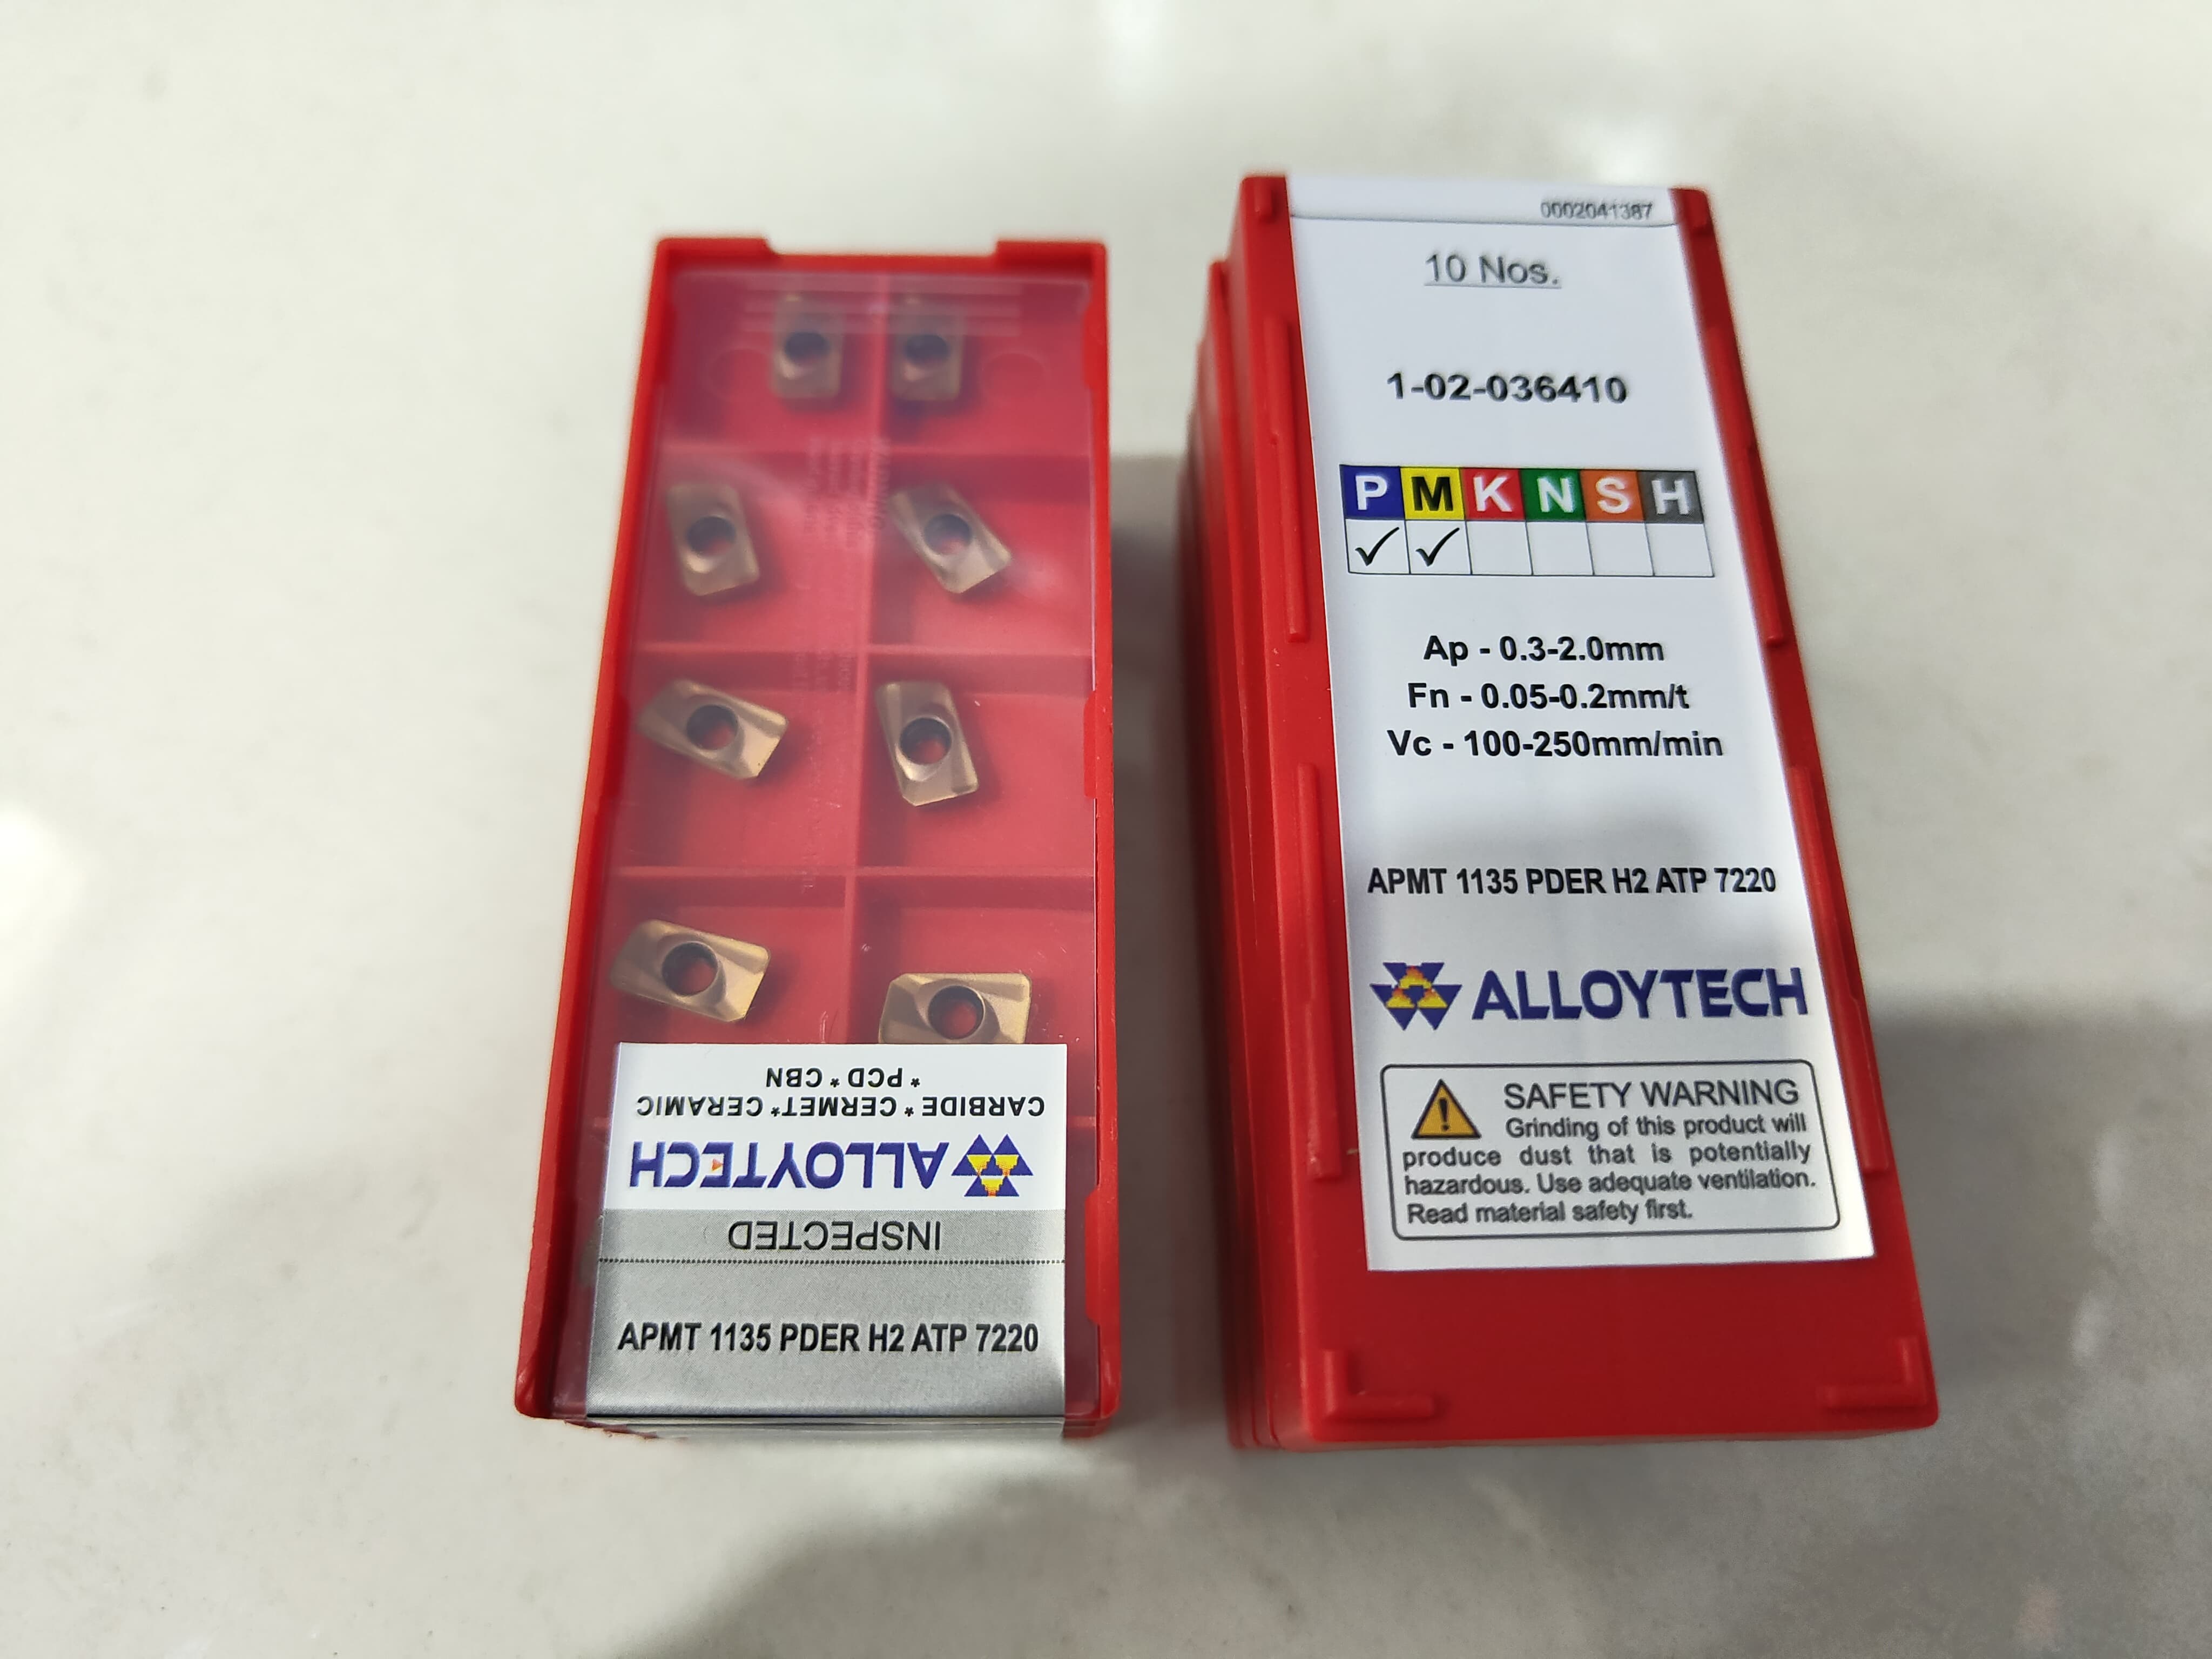 CARBIDE * CERMET* CERAMIC
* PCD * CBN
ALLOYTECH
INSPECTED
APMT 1135 PDER H2 ATP 7220
0002041387
10 Nos.
1-02-036410
P M K N S H
✓ ✓
Ap - 0.3-2.0mm
Fn - 0.05-0.2mm/t
Vc - 100-250mm/min
APMT 1135 PDER H2 ATP 7220
ALLOYTECH
SAFETY WARNING
Grinding of this product will
produce dust that is potentially
hazardous. Use adequate ventilation.
Read material safety first.